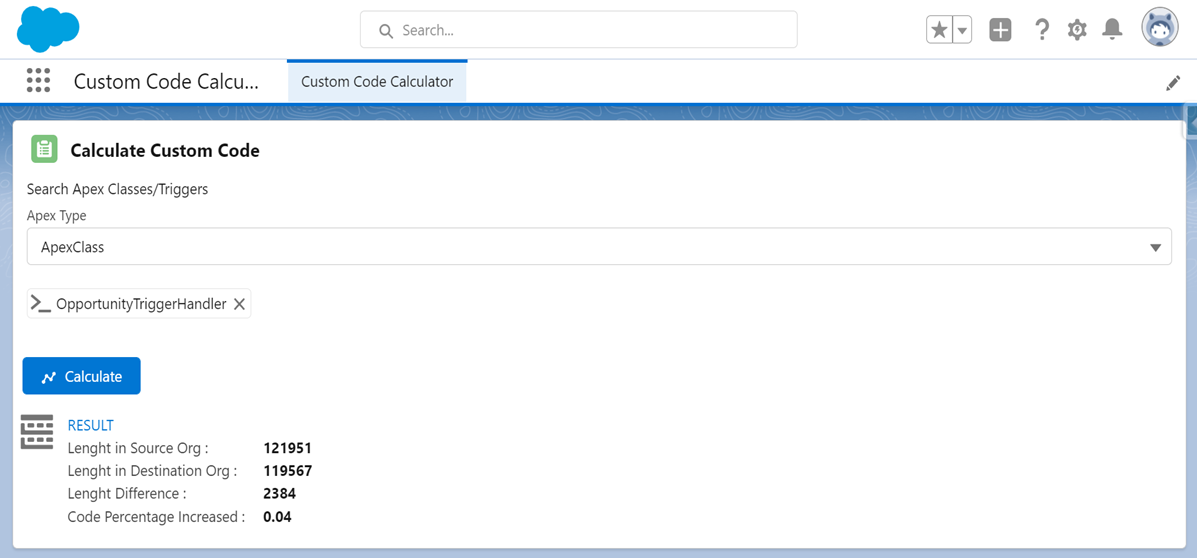 Search...
Custom Code Calcu...
Custom Code Calculator
Calculate Custom Code
Search Apex Classes/Triggers
Apex Type
ApexClass
OpportunityTriggerHandler
Calculate
RESULT
Lenght in Source Org : 121951
Lenght in Destination Org : 119567
Lenght Difference : 2384
Code Percentage Increased : 0.04